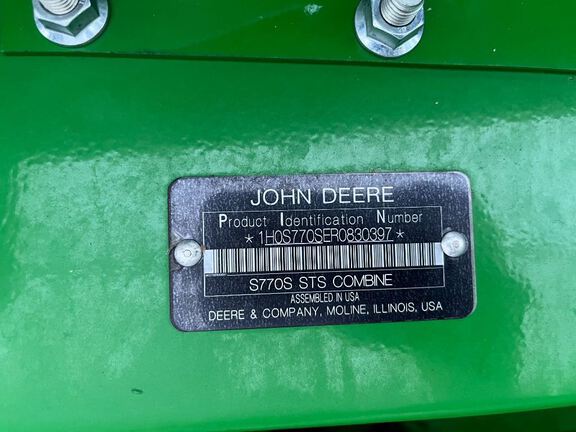 JOHN DEERE
Product Identification Number
*1H0S770SER0830397*
S770S STS COMBINE
ASSEMBLED IN USA
DEERE & COMPANY, MOLINE, ILLINOIS, USA